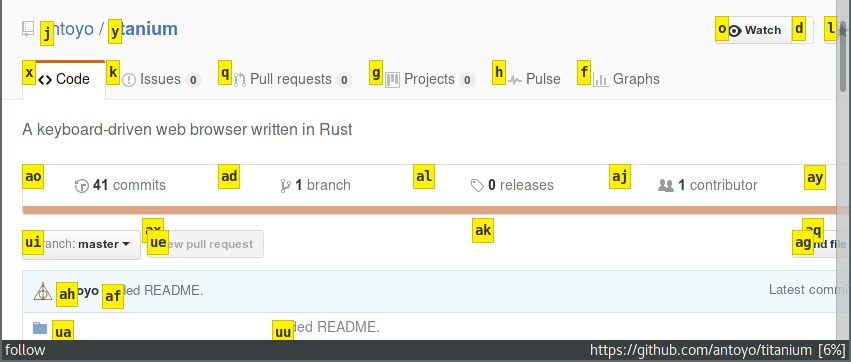 j ntoyo / y tanium o Watch d l
x Code k Issues 0 q Pull requests 0 g Projects 0 h Pulse f Graphs
A keyboard-driven web browser written in Rust
ao 41 commits ad 1 branch al 0 releases aj 1 contributor ay
ax ak aq
ui ranch: master ue ew pull request ag nd file
ah oyo af ded README. Latest commi
ua uu ded README.
follow https://github.com/antoyo/titanium [6%]